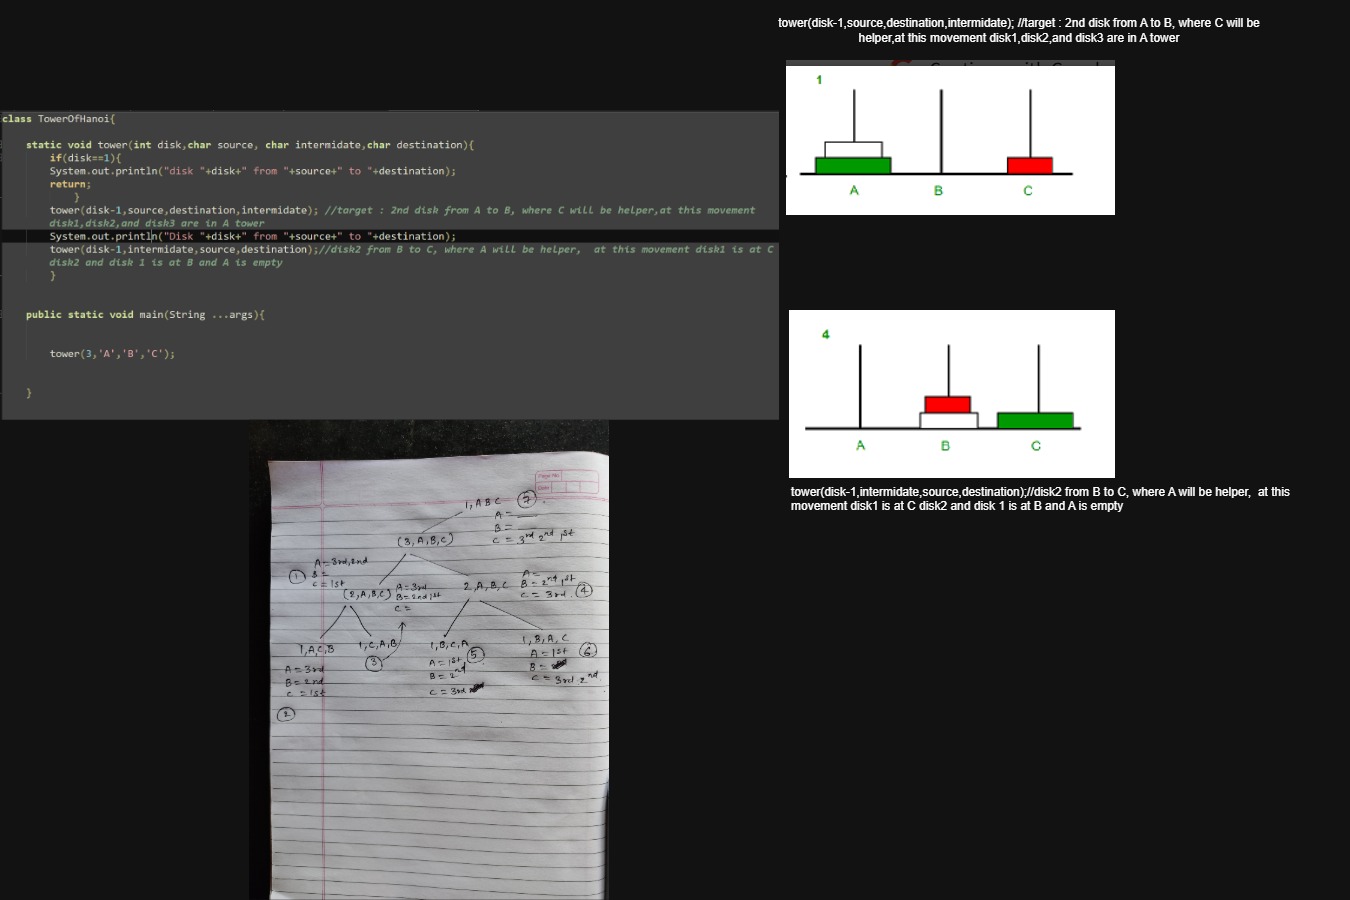 tower(disk-1,source,destination,intermidate); //target : 2nd disk from A to B, where C will be
helper,at this movement disk1,disk2,and disk3 are in A tower
1
A B C
class TowerOfHanoi{
static void tower(int disk,char source, char intermidate,char destination){
if(disk==1){
System.out.println("disk "+disk+" from "+source+" to "+destination);
return;
}
tower(disk-1,source,destination,intermidate); //target : 2nd disk from A to B, where C will be helper,at this movement
disk1,disk2,and disk3 are in A tower
System.out.println("Disk "+disk+" from "+source+" to "+destination);
tower(disk-1,intermidate,source,destination);//disk2 from B to C, where A will be helper,  at this movement disk1 is at C
disk2 and disk 1 is at B and A is empty
}
public static void main(String ...args){
tower(3,'A','B','C');
}
4
A B C
tower(disk-1,intermidate,source,destination);//disk2 from B to C, where A will be helper,  at this
movement disk1 is at C disk2 and disk 1 is at B and A is empty
Page No.
Date
1, A B C 7
A =
B =
C = 3rd 2nd 1st
(3, A, B, C)
1
A = 3rd, 2nd
B =
C = 1st
(2, A, B, C)
A = 3rd
B = 2nd 1st
C =
2, A, B, C
A =
B = 2nd, 1st
C = 3rd. 4
1, A, C, B
A = 3rd
B = 2nd
C = 1st
2
1, C, A, B
3
1, B, C, A
A = 1st 5
B = 2nd
C = 3rd
1, B, A, C
A = 1st 6
B =
C = 3rd 2nd.